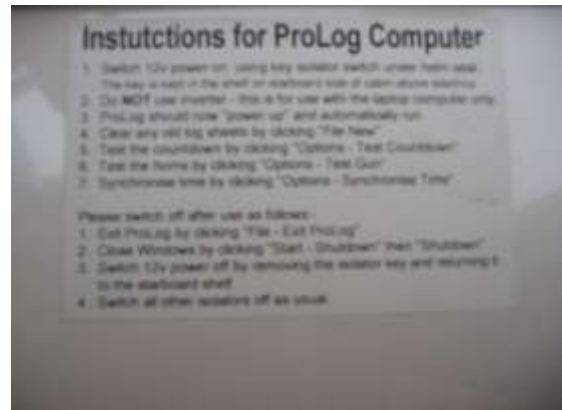 Instutctions for ProLog Computer
1. Switch 12v power on, using key isolator switch under helm seat.
The key is kept in the shelf on starboard side of cabin above
2. Do NOT use inverter - this is for use with the laptop computer only.
3. ProLog should now "power up" and automatically run.
4. Clear any old log sheets by clicking "File New"
5. Test the countdown by clicking "Options - Test Countdown"
6. Test the horne by clicking "Options - Test Gun"
7. Synchronise time by clicking "Options - Synchronise Time"
Please switch off after use as follows:-
1. Exit ProLog by clicking "File - Exit ProLog"
2. Close Windows by clicking "Start - Shutdown" then "Shutdown"
3. Switch 12v power off by removing the isolator key and returning it
to the starboard shelf
4. Switch all other isolators off as usual